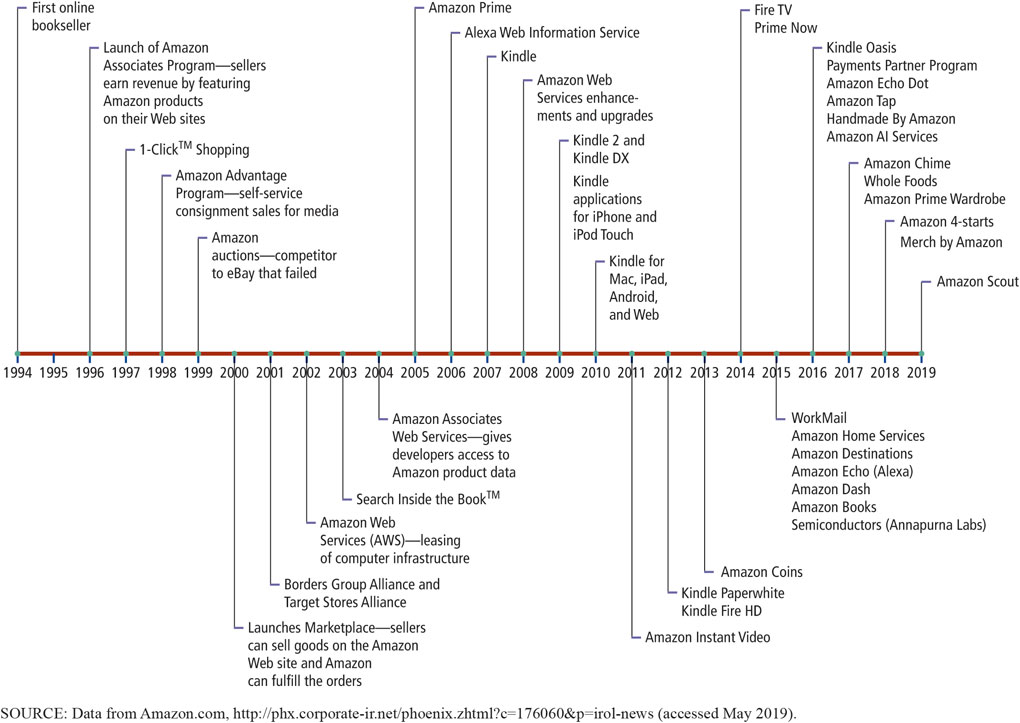 First online
bookseller
Launch of Amazon
Associates Program—sellers
earn revenue by featuring
Amazon products
on their Web sites
1-Click™ Shopping
Amazon Advantage
Program—self-service
consignment sales for media
Amazon
auctions—competitor
to eBay that failed
Amazon Prime
Alexa Web Information Service
Kindle
Amazon Web
Services enhance-
ments and upgrades
Kindle 2 and
Kindle DX
Kindle
applications
for iPhone and
iPod Touch
Kindle for
Mac, iPad,
Android,
and Web
Fire TV
Prime Now
Kindle Oasis
Payments Partner Program
Amazon Echo Dot
Amazon Tap
Handmade By Amazon
Amazon AI Services
Amazon Chime
Whole Foods
Amazon Prime Wardrobe
Amazon 4-starts
Merch by Amazon
Amazon Scout
1994 1995 1996 1997 1998 1999 2000 2001 2002 2003 2004 2005 2006 2007 2008 2009 2010 2011 2012 2013 2014 2015 2016 2017 2018 2019
Amazon Associates
Web Services—gives
developers access to
Amazon product data
Search Inside the Book™
Amazon Web
Services (AWS)—leasing
of computer infrastructure
Borders Group Alliance and
Target Stores Alliance
Launches Marketplace—sellers
can sell goods on the Amazon
Web site and Amazon
can fulfill the orders
WorkMail
Amazon Home Services
Amazon Destinations
Amazon Echo (Alexa)
Amazon Dash
Amazon Books
Semiconductors (Annapurna Labs)
Amazon Coins
Kindle Paperwhite
Kindle Fire HD
Amazon Instant Video
SOURCE: Data from Amazon.com, http://phx.corporate-ir.net/phoenix.zhtml?c=176060&p=irol-news (accessed May 2019).